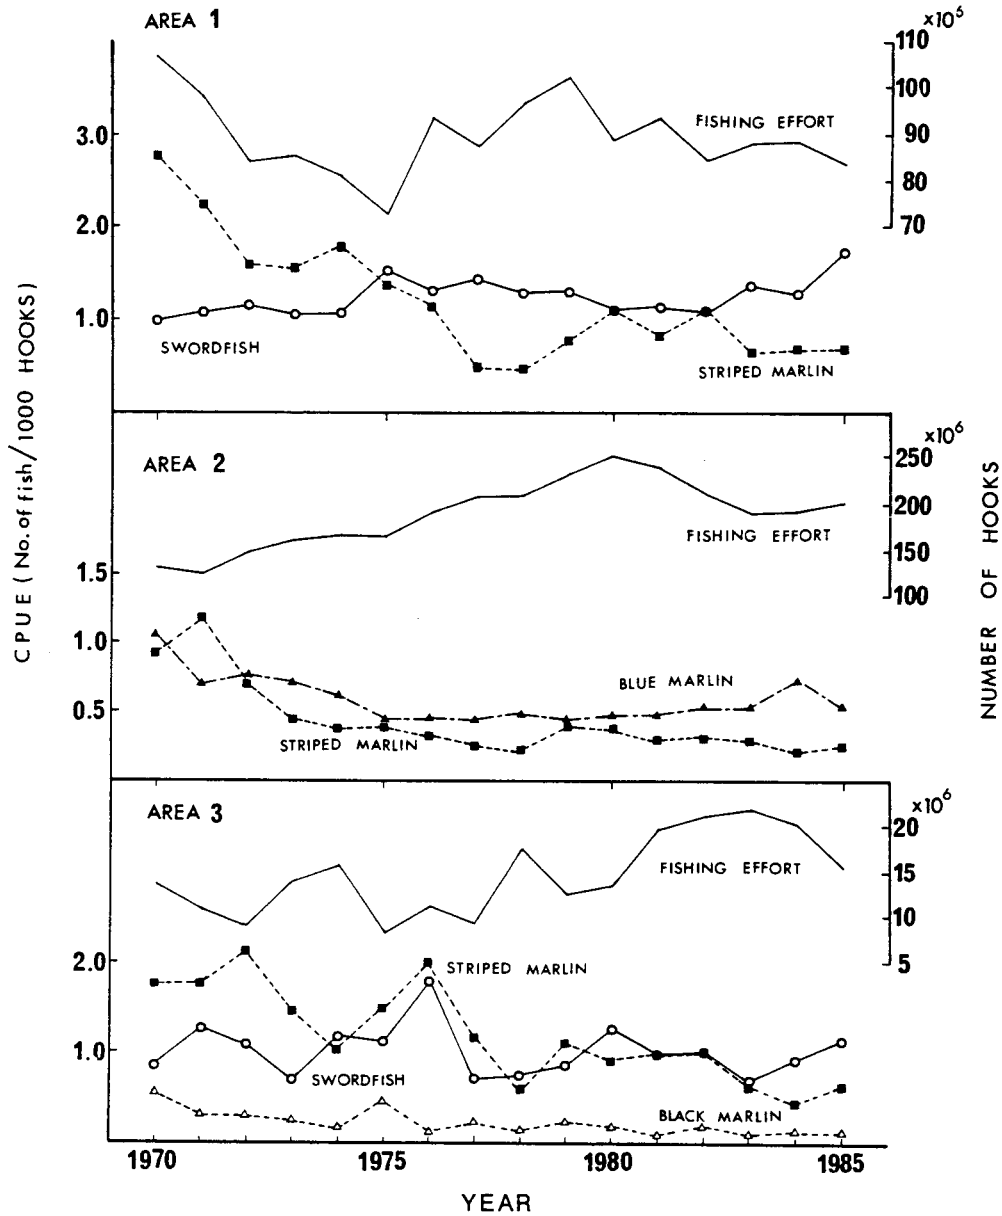 AREA 1
x10⁵
110
100
90
80
70
FISHING EFFORT
3.0
2.0
1.0
SWORDFISH
STRIPED MARLIN
AREA 2
x10⁶
250
200
150
100
FISHING EFFORT
1.5
1.0
0.5
BLUE MARLIN
STRIPED MARLIN
AREA 3
x10⁶
20
15
10
5
FISHING EFFORT
2.0
1.0
STRIPED MARLIN
SWORDFISH
BLACK MARLIN
1970
1975
1980
1985
YEAR
CPUE (No. of fish/1000 HOOKS)
NUMBER OF HOOKS